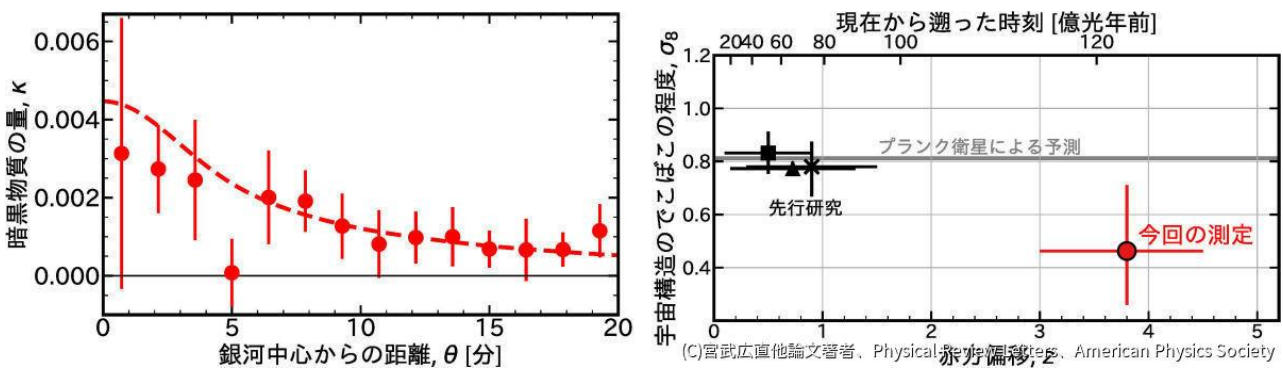 暗黒物質の量, κ
0.006
0.004
0.002
0.000
0 5 10 15 20
銀河中心からの距離, θ [分]
現在から遡った時刻 [億光年前]
20 40 60 80 100 120
宇宙構造のでこぼこの程度, σ8
1.2
1.0
0.8
0.6
0.4
プランク衛星による予測
先行研究
今回の測定
0 1 2 3 4 5
赤方偏移, z
(C)宮武広直他論文著者、Physical Review Letters、American Physics Society